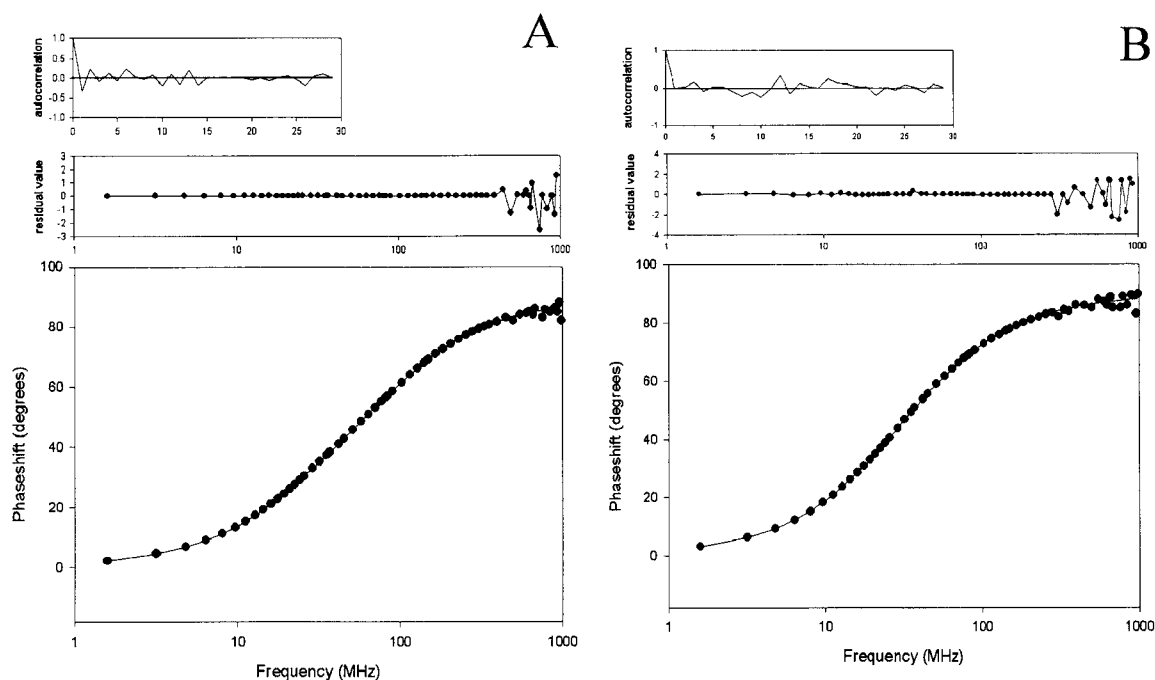 A
autocorrelation
1.0
0.5
0.0
-0.5
-1.0
0 5 10 15 20 25 30
residual value
3
2
1
0
-1
-2
-3
1 10 100 1000
Phaseshift (degrees)
100
80
60
40
20
0
1 10 100 1000
Frequency (MHz)
B
autocorrelation
1
0
-1
0 5 10 15 20 25 30
residual value
4
2
0
-2
-4
1 10 100 1000
Phaseshift (degrees)
100
80
60
40
20
0
1 10 100 1000
Frequency (MHz)